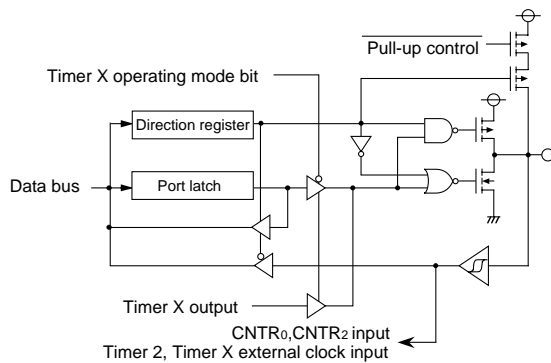 Pull-up control
Timer X operating mode bit
Direction register
Data bus
Port latch
Timer X output
CNTR0,CNTR2 input
Timer 2, Timer X external clock input